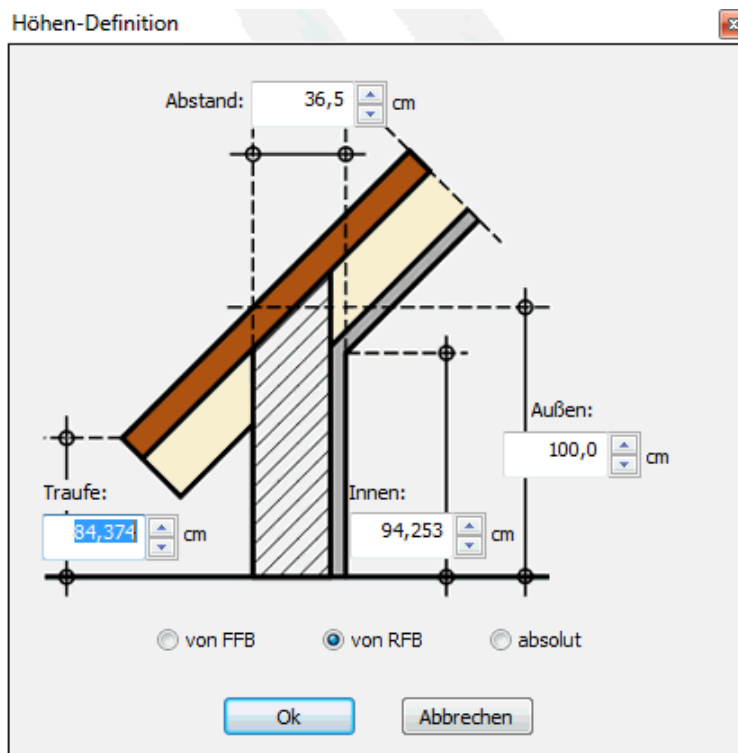 Höhen-Definition
Abstand: 36,5 cm
Außen:
100,0 cm
Traufe:
84,374 cm
Innen:
94,253 cm
von FFB von RFB absolut
Ok Abbrechen